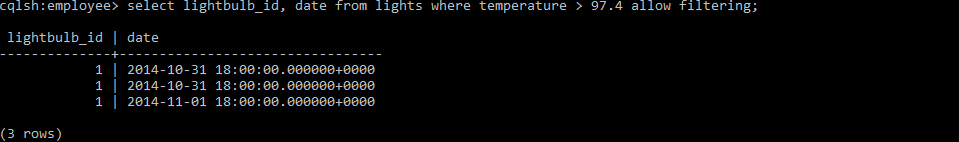 cqlsh:employee> select lightbulb_id, date from lights where temperature > 97.4 allow filtering;
 lightbulb_id | date
--------------+---------------------------------
            1 | 2014-10-31 18:00:00.000000+0000
            1 | 2014-10-31 18:00:00.000000+0000
            1 | 2014-11-01 18:00:00.000000+0000
(3 rows)